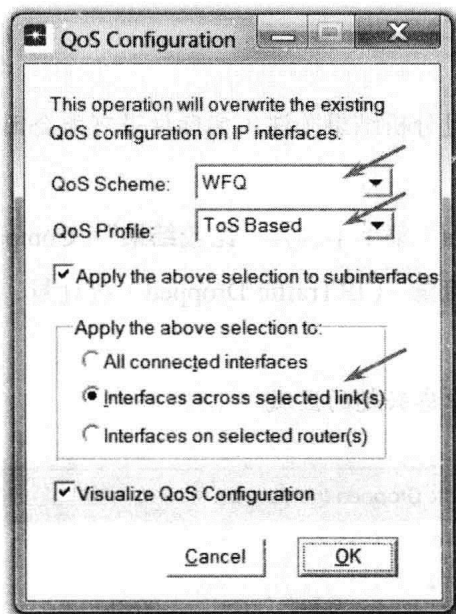 QoS Configuration
This operation will overwrite the existing
QoS configuration on IP interfaces.
QoS Scheme: WFQ
QoS Profile: ToS Based
Apply the above selection to subinterfaces
Apply the above selection to:
All connected interfaces
Interfaces across selected link(s)
Interfaces on selected router(s)
Visualize QoS Configuration
Cancel OK